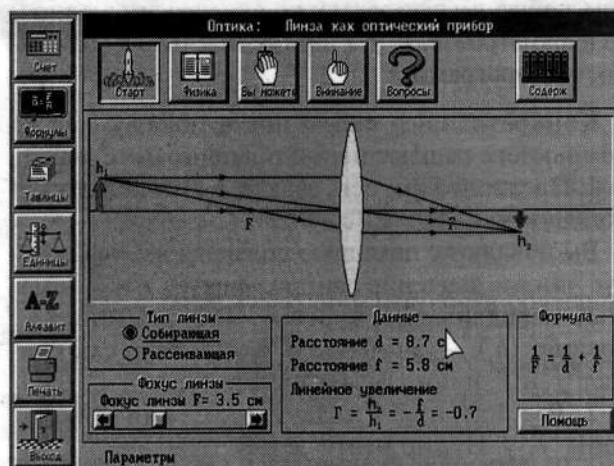 Оптика: Линза как оптический прибор
Счет
Формулы
Таблицы
Единицы
A-Z
Алфавит
Печать
Выход
Старт
Физика
Вы можете
Внимание
Вопросы
Содерж
h₁
F
F
h₂
Тип линзы
Собирающая
Рассеивающая
Фокус линзы
Фокус линзы F= 3.5 см
Данные
Расстояние d = 8.7 с
Расстояние f = 5.8 см
Линейное увеличение
Γ = h₂/h₁ = - f/d = -0.7
Формула
1/F = 1/d + 1/f
Помощь
Параметры